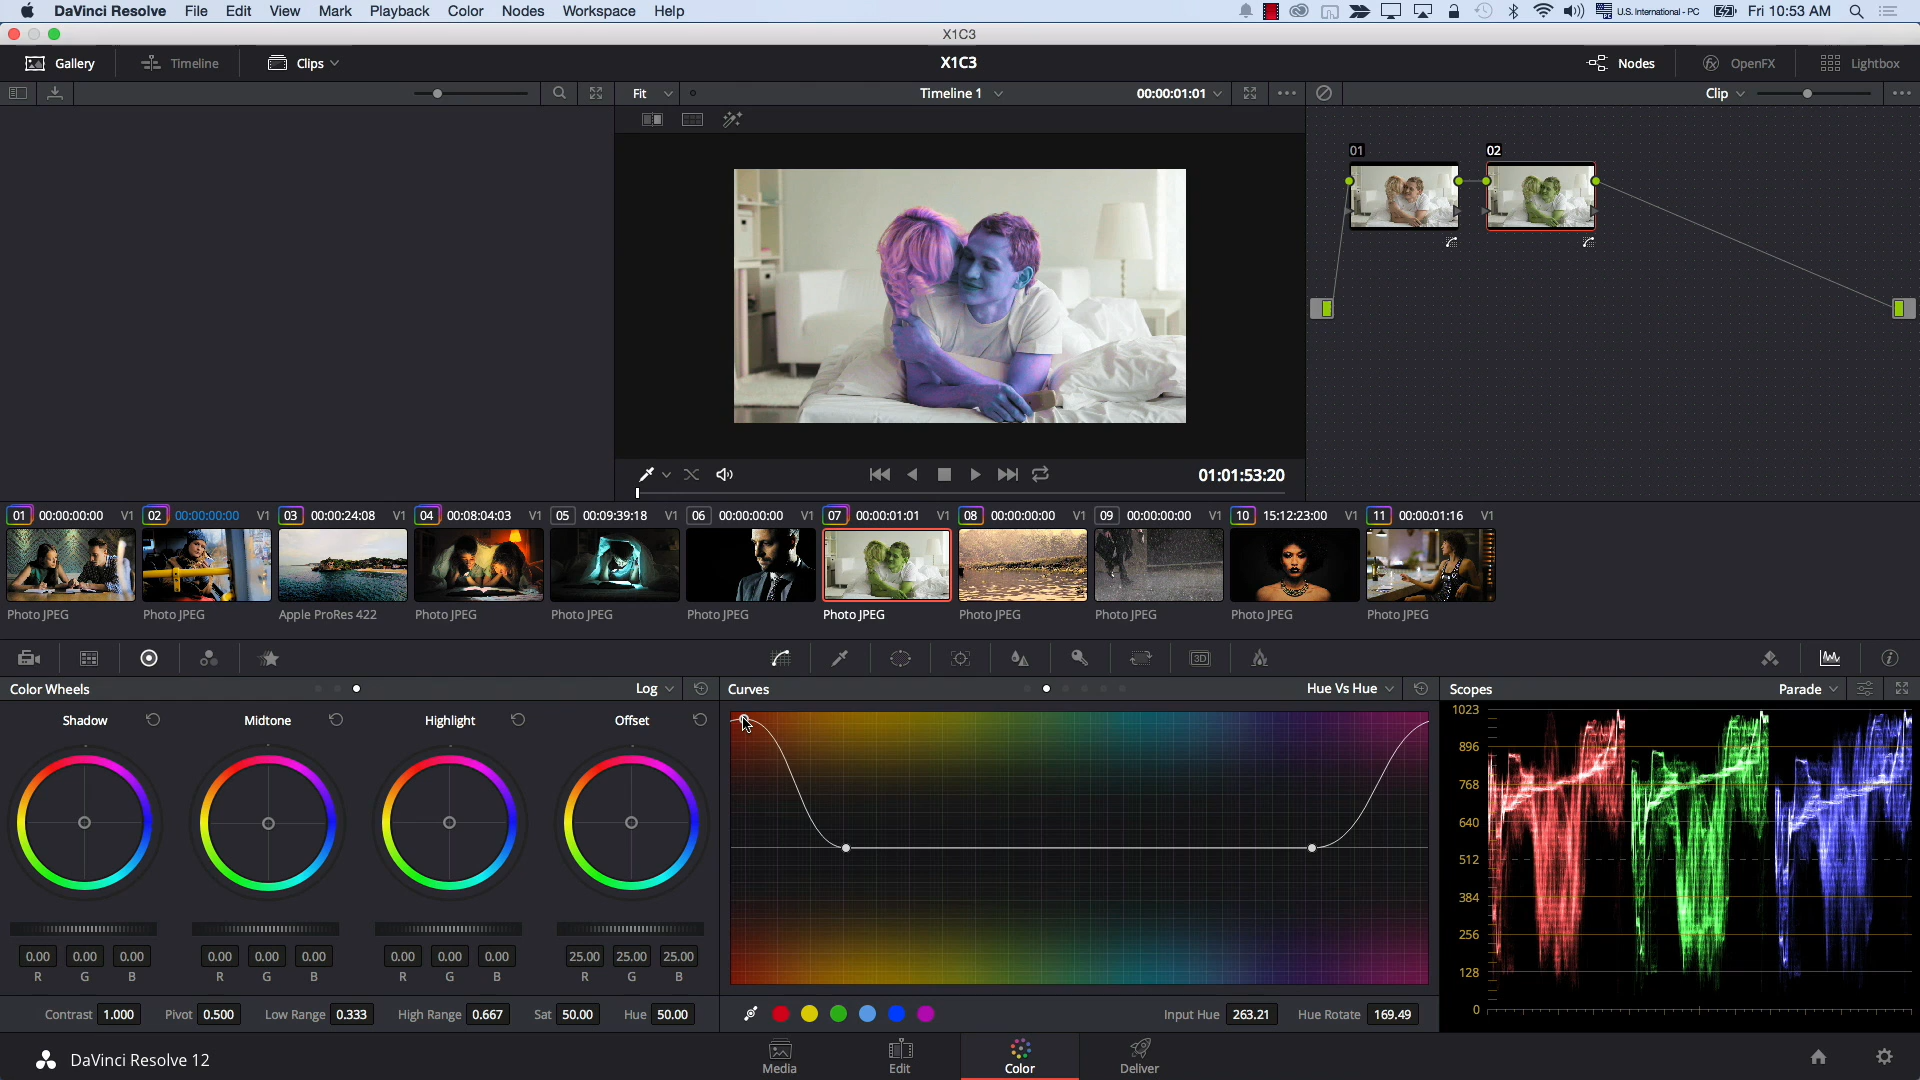 DaVinci Resolve File Edit View Mark Playback Color Nodes Workspace Help U.S. International - PC Fri 10:53 AM
X1C3
Gallery Timeline Clips X1C3 Nodes OpenFX Lightbox
Fit Timeline 1 00:00:01:01 Clip
01 02
01:01:53:20
01 00:00:00:00 V1 02 00:00:00:00 V1 03 00:00:24:08 V1 04 00:08:04:03 V1 05 00:09:39:18 V1 06 00:00:00:00 V1 07 00:00:01:01 V1 08 00:00:00:00 V1 09 00:00:00:00 V1 10 15:12:23:00 V1 11 00:00:01:16 V1
Photo JPEG Photo JPEG Apple ProRes 422 Photo JPEG Photo JPEG Photo JPEG Photo JPEG Photo JPEG Photo JPEG Photo JPEG Photo JPEG
3D
Color Wheels Log Curves Hue Vs Hue Scopes Parade
Shadow Midtone Highlight Offset
1023
896
768
640
512
384
256
128
0
0.00 0.00 0.00 0.00 0.00 0.00 0.00 0.00 0.00 25.00 25.00 25.00
R G B R G B R G B R G B
Contrast 1.000 Pivot 0.500 Low Range 0.333 High Range 0.667 Sat 50.00 Hue 50.00 Input Hue 263.21 Hue Rotate 169.49
DaVinci Resolve 12 Media Edit Color Deliver